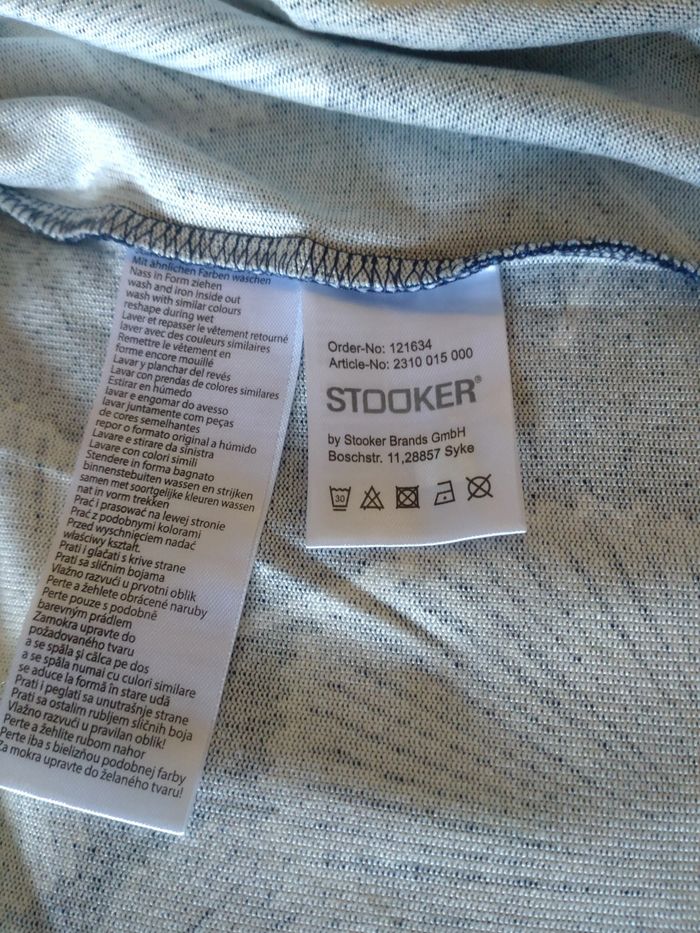 Mit ähnlichen Farben waschen
Nass in Form ziehen
wash and iron inside out
wash with similar colours
reshape during wet
Laver et repasser le vêtement retourné
laver avec des couleurs similaires
Remettre le vêtement en
forme encore mouillé
Lavar y planchar del revés
Lavar con prendas de colores similares
Estirar en húmedo
lavar e engomar do avesso
lavar juntamente com peças
de cores semelhantes
repor o formato original a húmido
Lavare e stirare da sinistra
Lavare con colori simili
Stendere in forma bagnato
binnenstebuiten wassen en strijken
samen met soortgelijke kleuren wassen
nat in vorm trekken
Prać i prasować na lewej stronie
Prać z podobnymi kolorami
Przed wyschnięciem nadać
właściwy kształt.
Prati i glačati s krive strane
Prati sa sličnim bojama
Vlažno razvući u prvotni oblik
Perte a žehlete obrácené naruby
Perte pouze s podobně
barevným prádlem
Zamokra upravte do
požadovaného tvaru
a se spăla şi călca pe dos
a se spăla numai cu culori similare
se aduce la formă în stare udă
Prati i peglati sa unutrašnje strane
Prati sa ostalim rubljem sličnih boja
Vlažno razvući u pravilan oblik!
Perte a žehlite rubom nahor
Perte iba s bielizňou podobnej farby
Za mokra upravte do želaného tvaru!
Order-No: 121634
Article-No: 2310 015 000
STOOKER®
by Stooker Brands GmbH
Boschstr. 11,28857 Syke
30